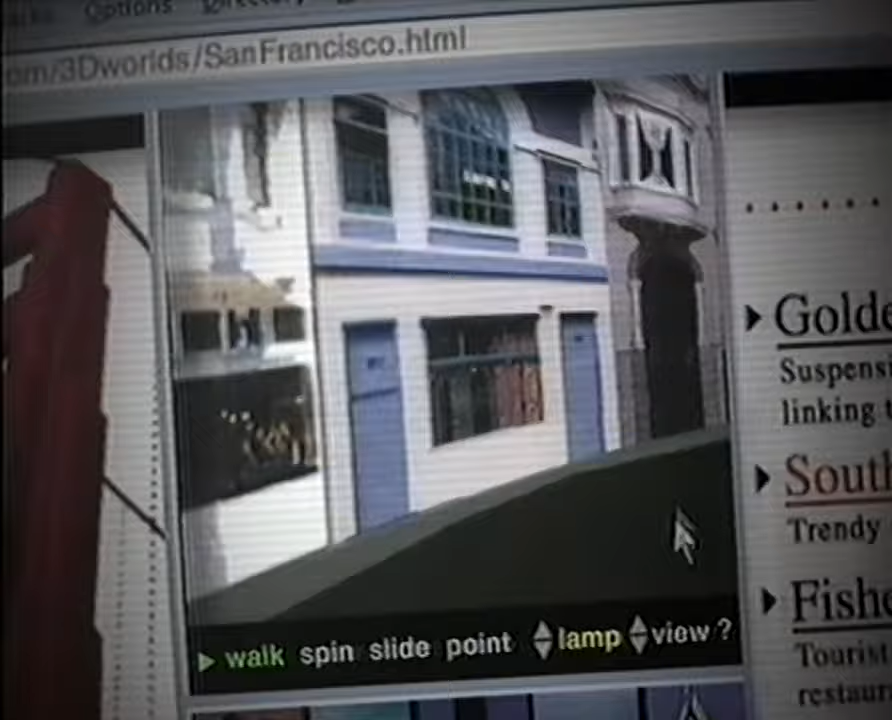 Options
om/3Dworlds/SanFrancisco.html
Golde
Suspensi
linking t
South
Trendy
Fishe
Tourist
restaur
walk spin slide point lamp view ?